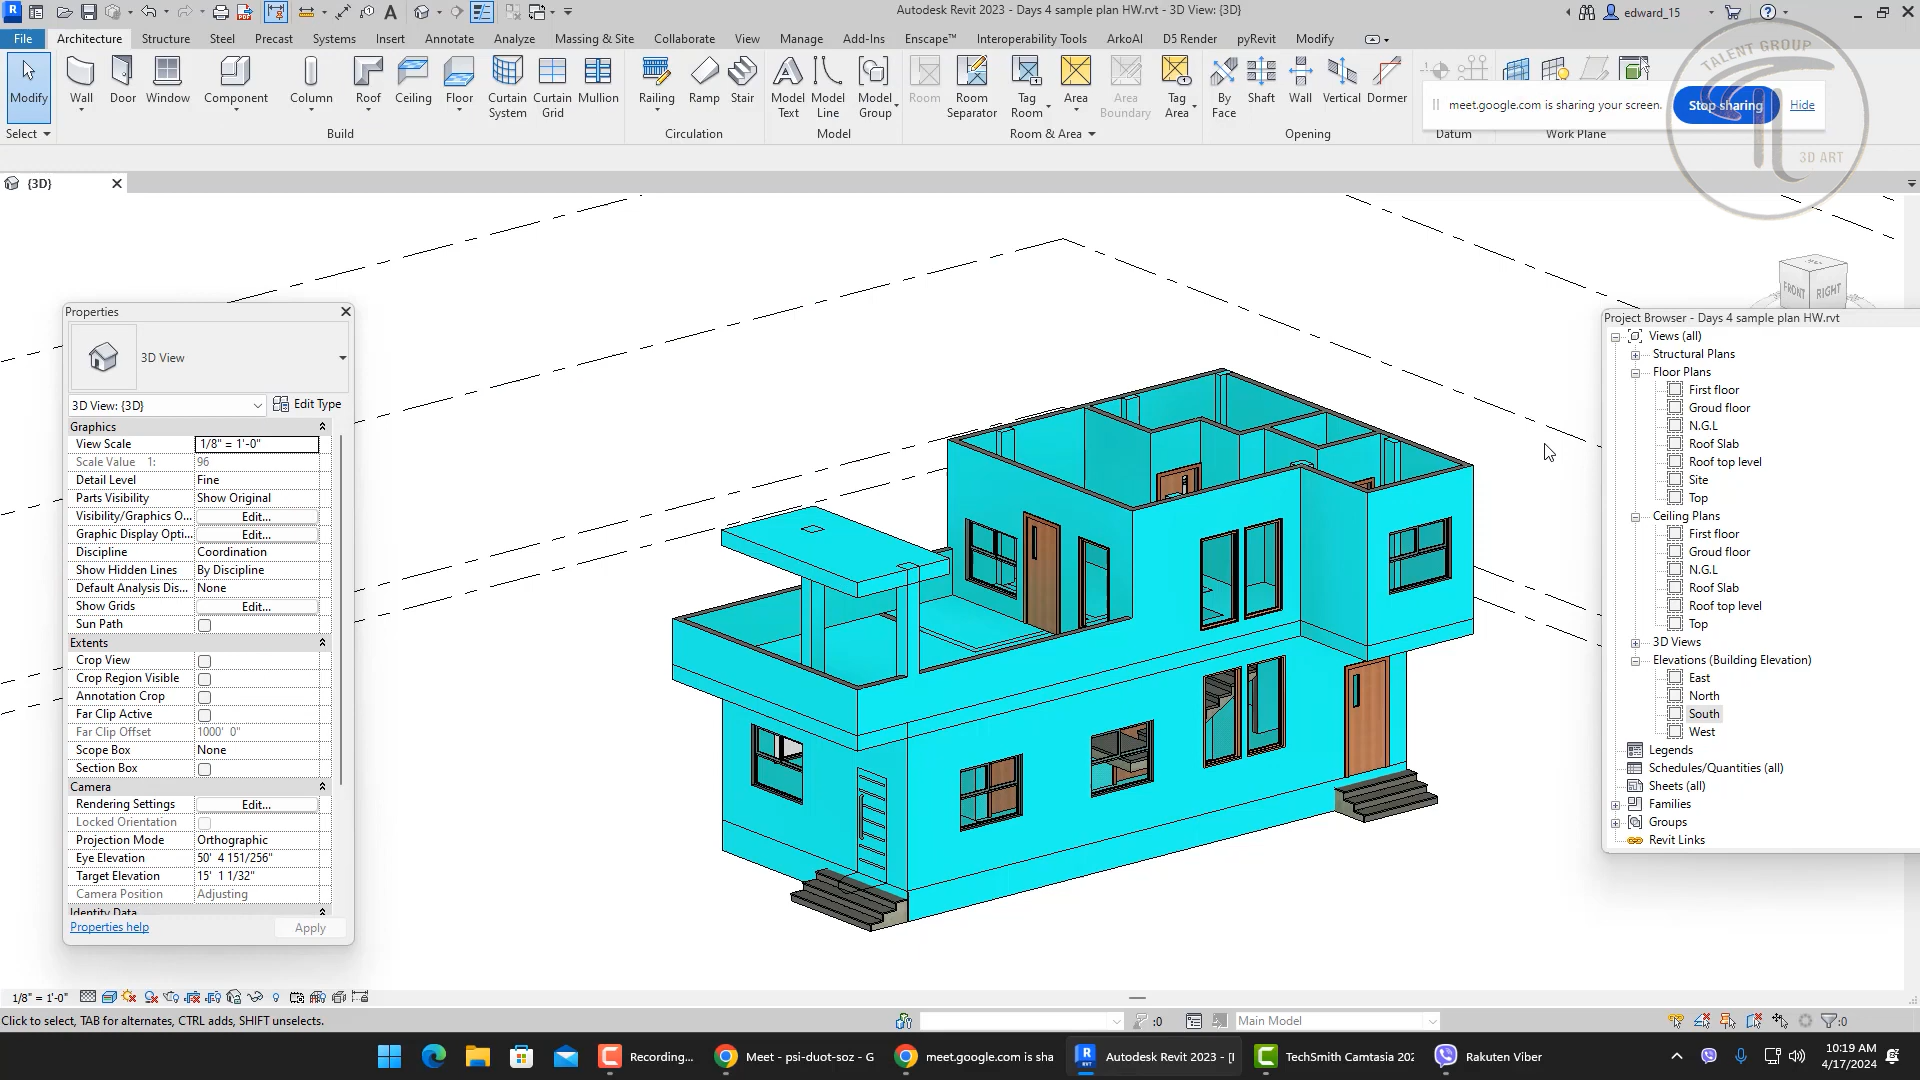 Autodesk Revit 2023 - Days 4 sample plan HW.rvt - 3D View: {3D}
edward_15
File Architecture Structure Steel Precast Systems Insert Annotate Analyze Massing & Site Collaborate View Manage Add-Ins Enscape™ Interoperability Tools ArkoAI D5 Render pyRevit Modify
TALENT GROUP
3D ART
Modify Wall Door Window Component Column Roof Ceiling Floor Curtain System Curtain Grid Mullion Railing Ramp Stair Model Text Model Line Model Group Room Room Separator Tag Room Area Area Boundary Tag Area By Face Shaft Wall Vertical Dormer
meet.google.com is sharing your screen. Stop sharing Hide
Select Build Circulation Model Room & Area Opening Datum Work Plane
{3D}
FRONT RIGHT
Properties
3D View
3D View: {3D} Edit Type
Graphics
View Scale 1/8" = 1'-0"
Scale Value 1: 96
Detail Level Fine
Parts Visibility Show Original
Visibility/Graphics O... Edit...
Graphic Display Opti... Edit...
Discipline Coordination
Show Hidden Lines By Discipline
Default Analysis Dis... None
Show Grids Edit...
Sun Path
Extents
Crop View
Crop Region Visible
Annotation Crop
Far Clip Active
Far Clip Offset 1000' 0"
Scope Box None
Section Box
Camera
Rendering Settings Edit...
Locked Orientation
Projection Mode Orthographic
Eye Elevation 50' 4 151/256"
Target Elevation 15' 1 1/32"
Camera Position Adjusting
Identity Data
Properties help Apply
Project Browser - Days 4 sample plan HW.rvt
Views (all)
Structural Plans
Floor Plans
First floor
Groud floor
N.G.L
Roof Slab
Roof top level
Site
Top
Ceiling Plans
First floor
Groud floor
N.G.L
Roof Slab
Roof top level
Top
3D Views
Elevations (Building Elevation)
East
North
South
West
Legends
Schedules/Quantities (all)
Sheets (all)
Families
Groups
Revit Links
1/8" = 1'-0"
Click to select, TAB for alternates, CTRL adds, SHIFT unselects.
:0
Main Model
:0
Recording...
Meet - psi-duot-soz - G
meet.google.com is sha
Autodesk Revit 2023 - [
TechSmith Camtasia 202
Rakuten Viber
10:19 AM
4/17/2024